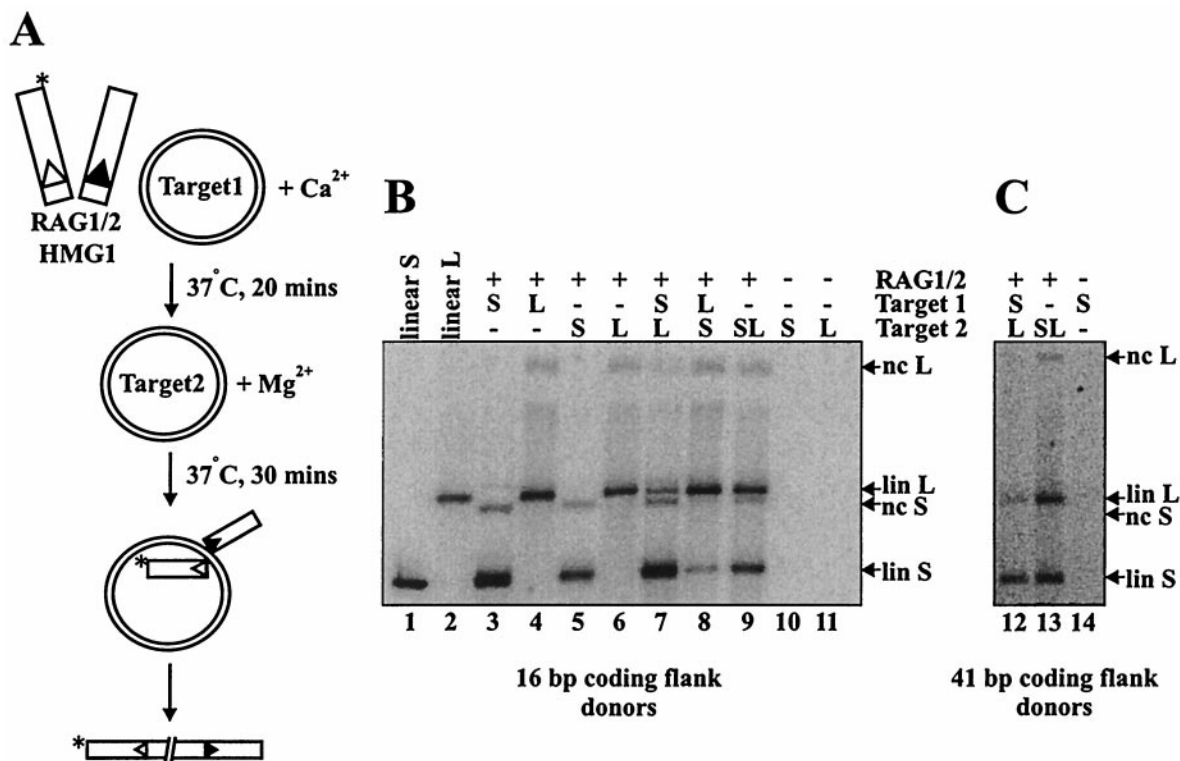 A
*
Target1
+ Ca2+
RAG1/2
HMG1
37°C, 20 mins
Target2
+ Mg2+
37°C, 30 mins
*
*
B
linear S
linear L
+ + + + + + + - -
RAG1/2
S L - - S L - - -
Target 1
- - S L L S SL S L
Target 2
nc L
lin L
nc S
lin S
1 2 3 4 5 6 7 8 9 10 11
16 bp coding flank
donors
C
+ + -
S - S
L SL -
nc L
lin L
nc S
lin S
12 13 14
41 bp coding flank
donors